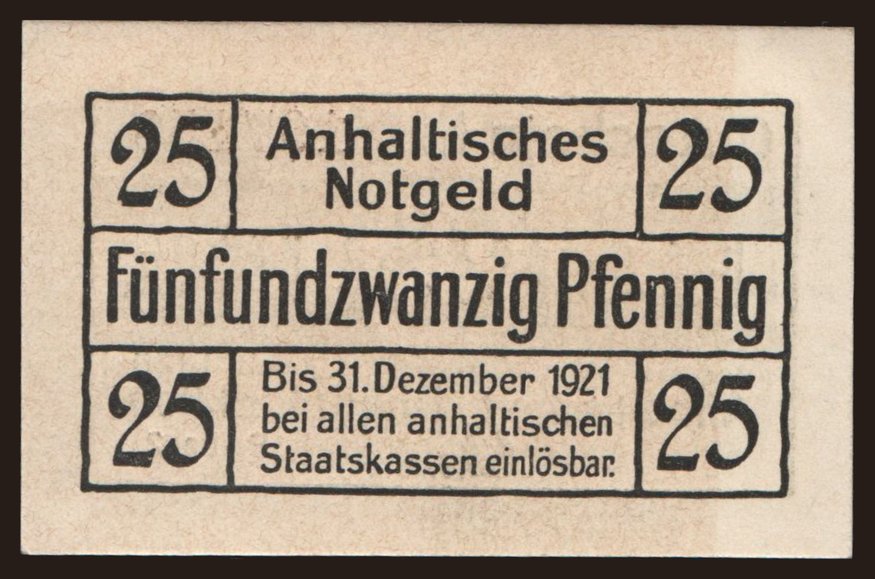 25 Anhaltisches 25
Notgeld
Fünfundzwanzig Pfennig
25 Bis 31. Dezember 1921 25
bei allen anhaltischen
Staatskassen einlösbar.